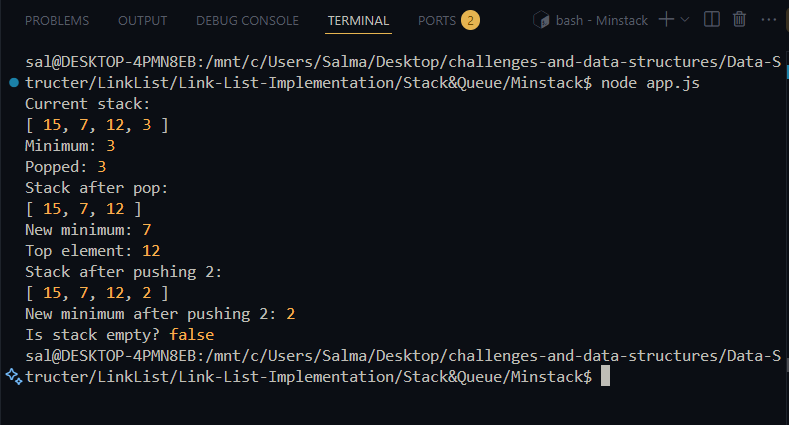 PROBLEMS OUTPUT DEBUG CONSOLE TERMINAL PORTS 2 bash - Minstack
sal@DESKTOP-4PMN8EB:/mnt/c/Users/Salma/Desktop/challenges-and-data-structures/Data-S
tructer/LinkList/Link-List-Implementation/Stack&Queue/Minstack$ node app.js
Current stack:
[ 15, 7, 12, 3 ]
Minimum: 3
Popped: 3
Stack after pop:
[ 15, 7, 12 ]
New minimum: 7
Top element: 12
Stack after pushing 2:
[ 15, 7, 12, 2 ]
New minimum after pushing 2: 2
Is stack empty? false
sal@DESKTOP-4PMN8EB:/mnt/c/Users/Salma/Desktop/challenges-and-data-structures/Data-S
tructer/LinkList/Link-List-Implementation/Stack&Queue/Minstack$